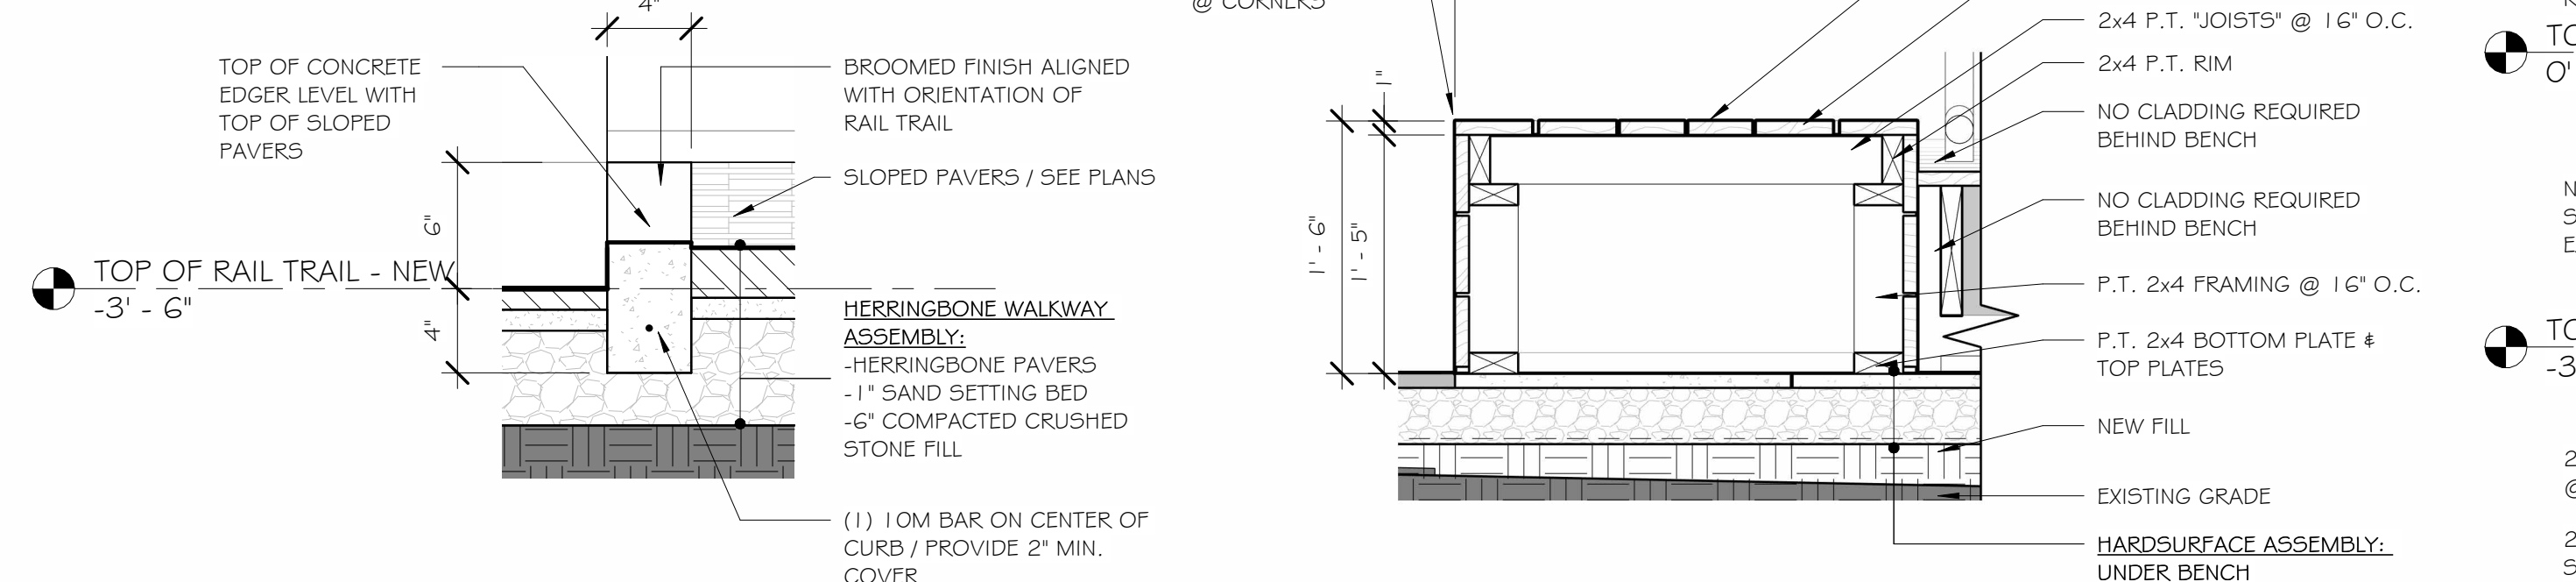 4"
TOP OF CONCRETE
EDGER LEVEL WITH
TOP OF SLOPED
PAVERS
BROOMED FINISH ALIGNED
WITH ORIENTATION OF
RAIL TRAIL
SLOPED PAVERS / SEE PLANS
6"
TOP OF RAIL TRAIL - NEW
-3' - 6"
4"
HERRINGBONE WALKWAY
ASSEMBLY:
-HERRINGBONE PAVERS
-1" SAND SETTING BED
-6" COMPACTED CRUSHED
STONE FILL
(1) 10M BAR ON CENTER OF
CURB / PROVIDE 2" MIN.
COVER
@ CORNERS
1"
1' - 6"
1' - 5"
2x4 P.T. "JOISTS" @ 16" O.C.
2x4 P.T. RIM
NO CLADDING REQUIRED
BEHIND BENCH
NO CLADDING REQUIRED
BEHIND BENCH
P.T. 2x4 FRAMING @ 16" O.C.
P.T. 2x4 BOTTOM PLATE &
TOP PLATES
NEW FILL
EXISTING GRADE
HARDSURFACE ASSEMBLY:
UNDER BENCH
0'
-3